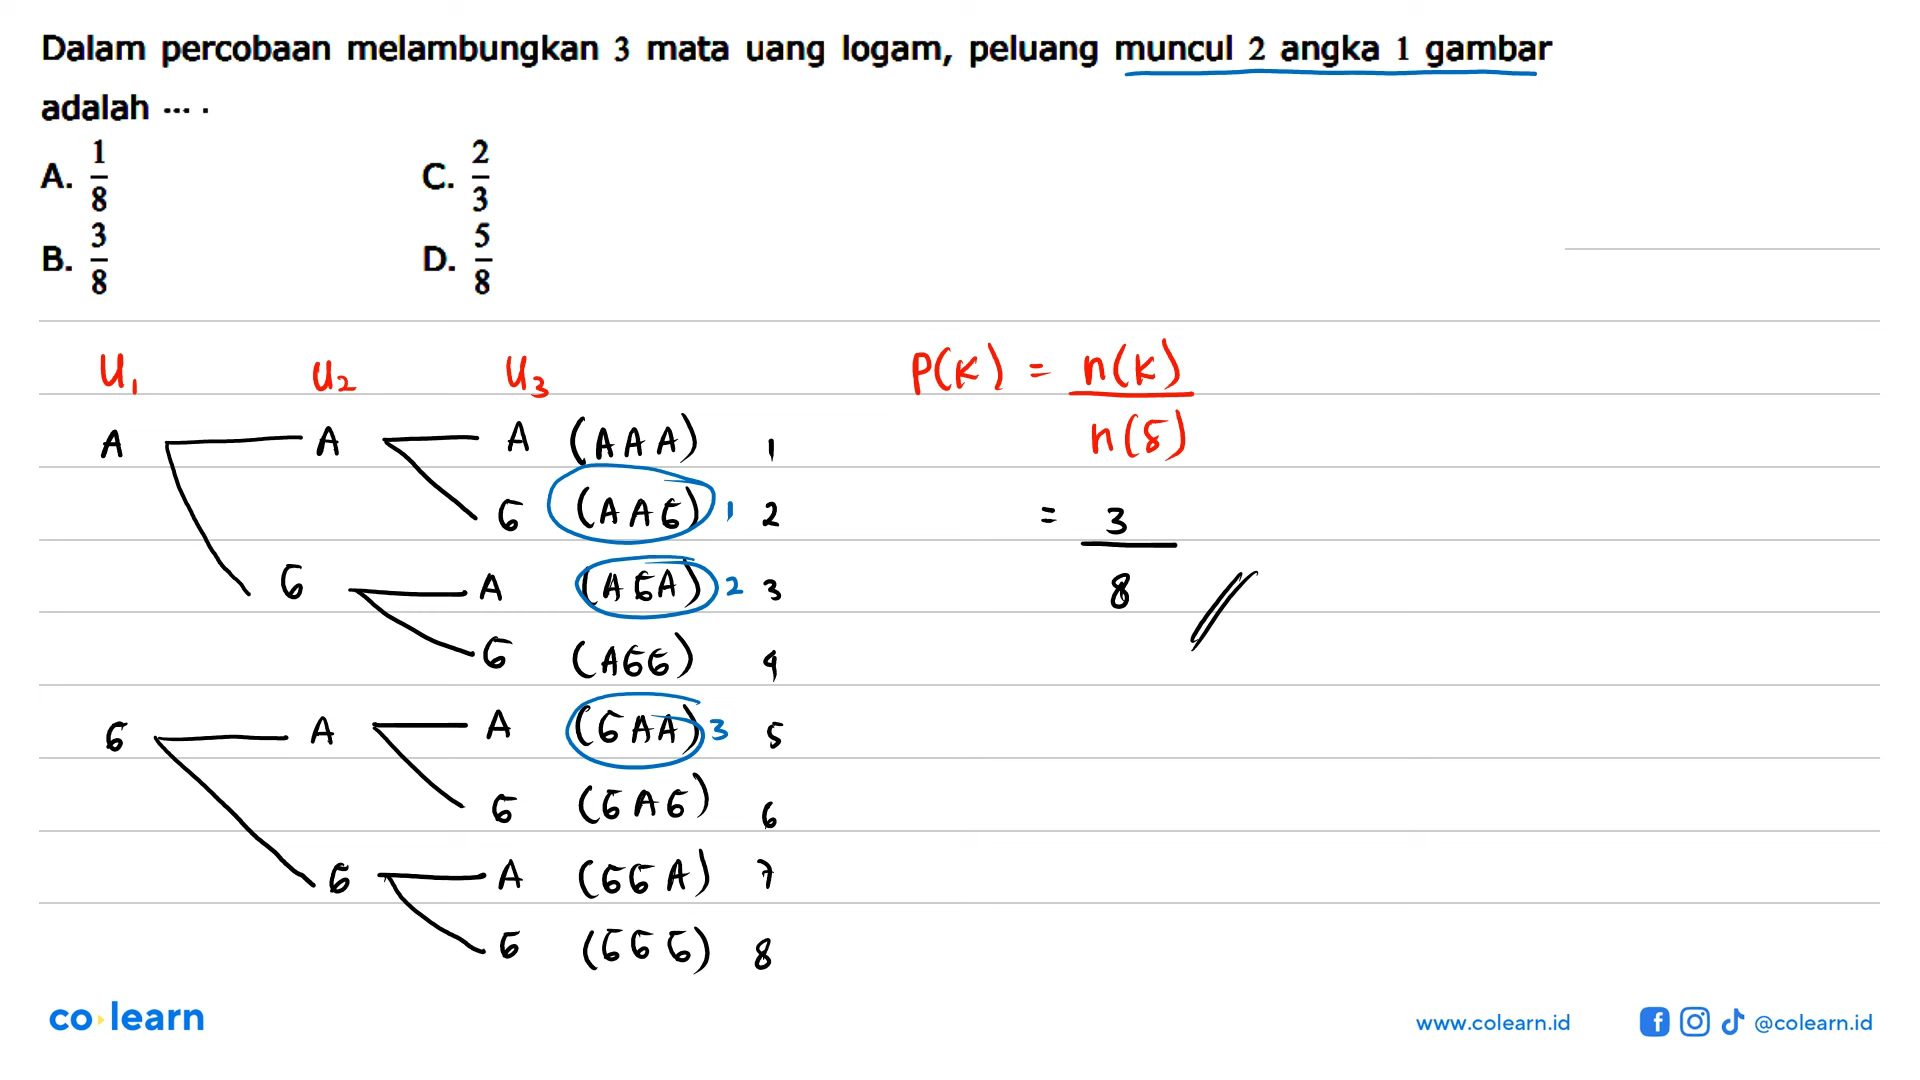 Dalam percobaan melambungkan 3 mata uang logam, peluang muncul 2 angka 1 gambar
adalah ... .
A. 1/8 C. 2/3
B. 3/8 D. 5/8
U1 U2 U3 P(K) = n(K)/n(S)
A A A (AAA) 1
G (AAG) 1 2 = 3/8
G A (AGA) 2 3
G (AGG) 4
G A A (GAA) 3 5
G (GAG) 6
G A (GGA) 7
G (GGG) 8
co learn www.colearn.id @colearn.id